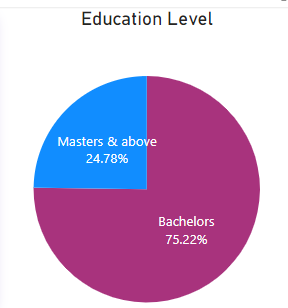 Education Level
Masters & above
24.78%
Bachelors
75.22%